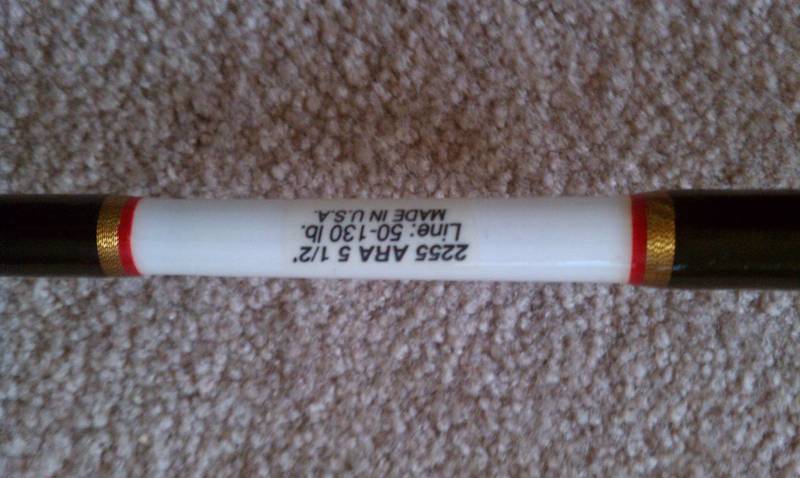 2255 ARA 5 1/2'
Line: 50-130 lb.
MADE IN U.S.A.